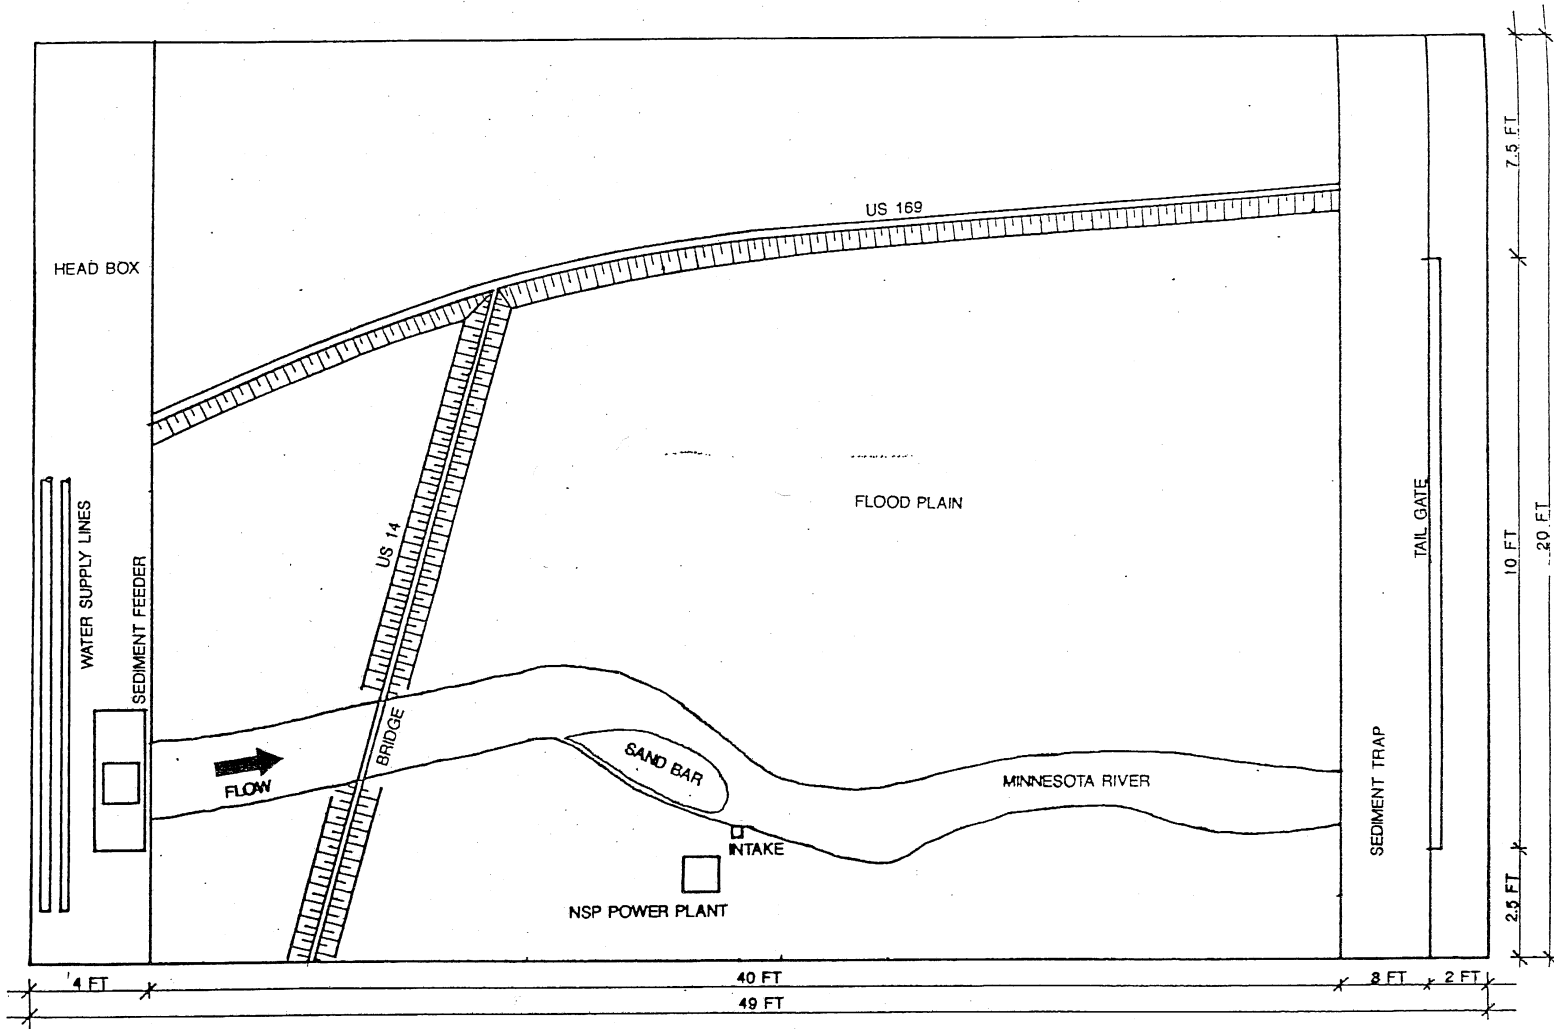 US 169
7.5 FT
HEAD BOX
FLOOD PLAIN
US 14
WATER SUPPLY LINES
SEDIMENT FEEDER
TAIL GATE
10 FT
20 FT
BRIDGE
SAND BAR
FLOW
MINNESOTA RIVER
SEDIMENT TRAP
INTAKE
NSP POWER PLANT
2.5 FT
4 FT
40 FT
3 FT
2 FT
49 FT